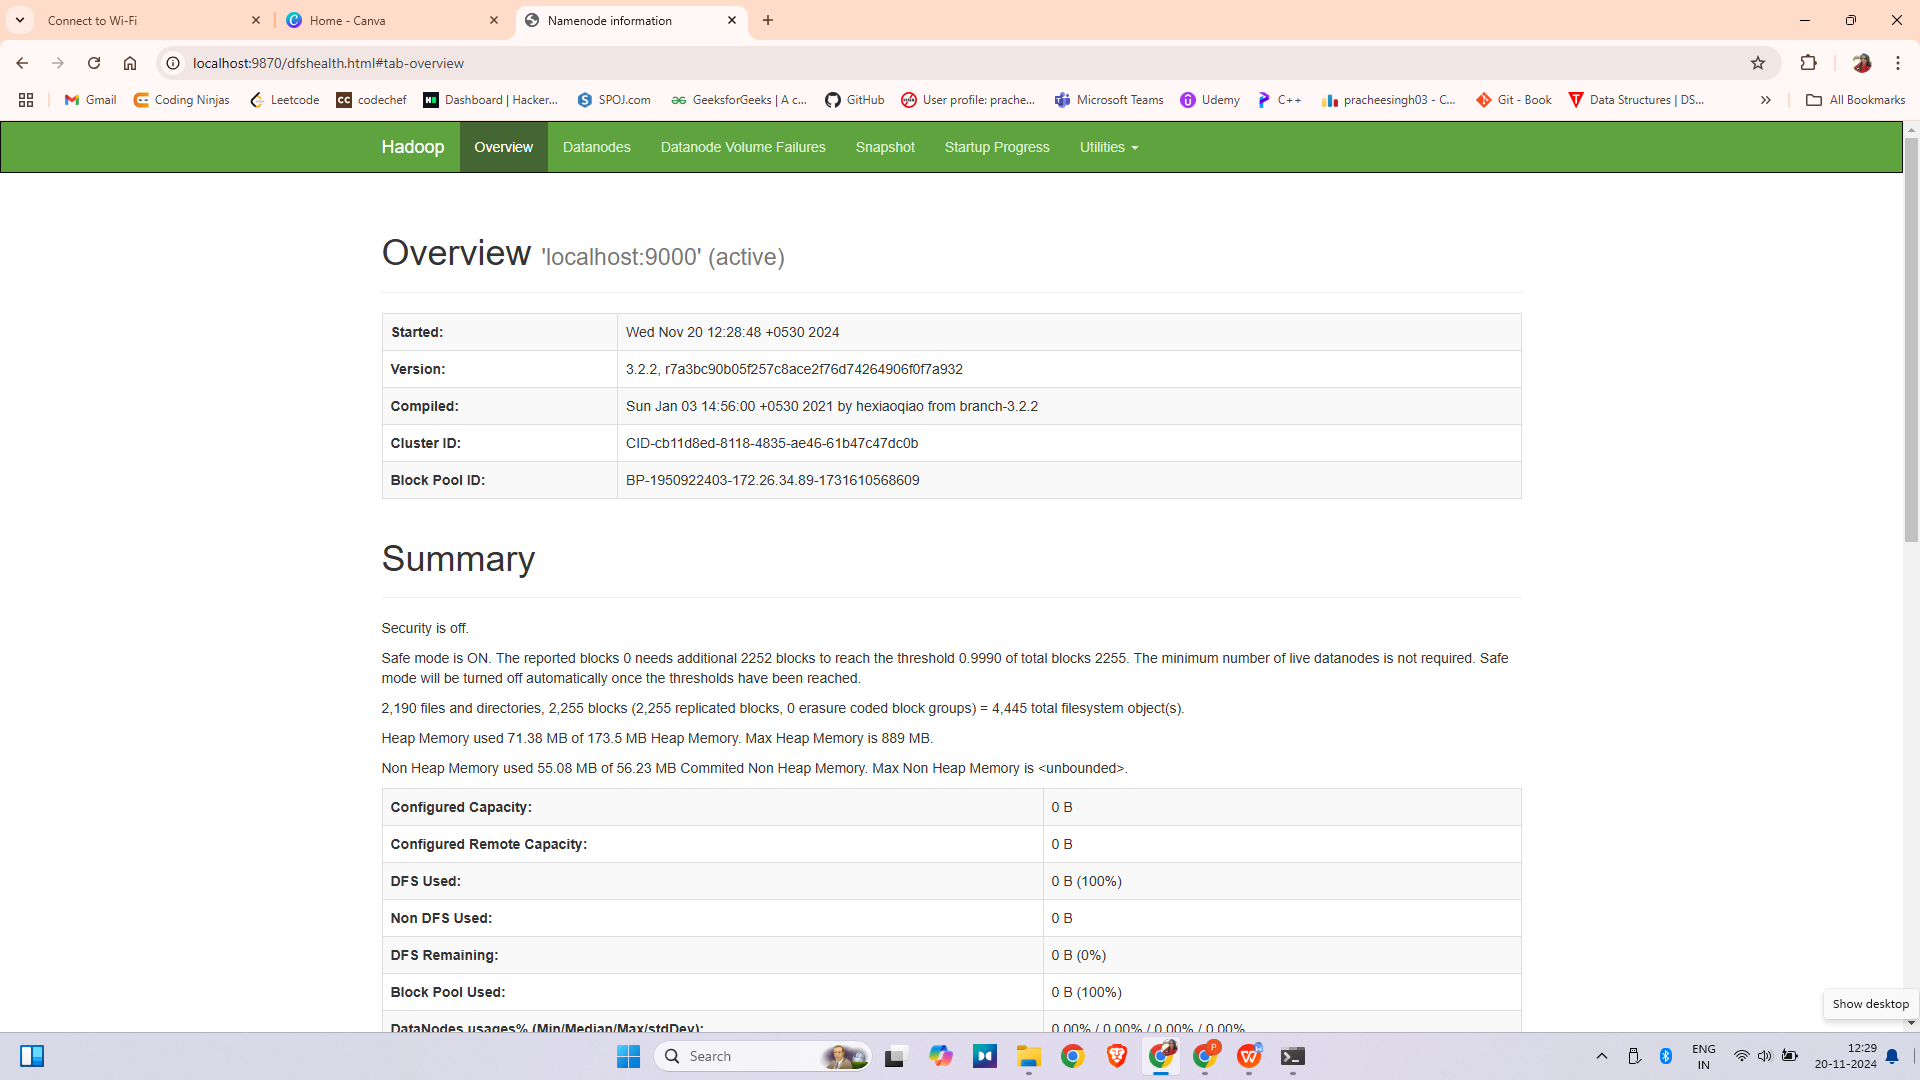 Connect to Wi-Fi
Home - Canva
Namenode information
localhost:9870/dfshealth.html#tab-overview
Gmail
Coding Ninjas
Leetcode
codechef
Dashboard | Hacker...
SPOJ.com
GeeksforGeeks | A c...
GitHub
User profile: prache...
Microsoft Teams
Udemy
C++
pracheesingh03 - C...
Git - Book
Data Structures | DS...
All Bookmarks
Hadoop
Overview
Datanodes
Datanode Volume Failures
Snapshot
Startup Progress
Utilities
Overview 'localhost:9000' (active)
Started: Wed Nov 20 12:28:48 +0530 2024
Version: 3.2.2, r7a3bc90b05f257c8ace2f76d74264906f0f7a932
Compiled: Sun Jan 03 14:56:00 +0530 2021 by hexiaoqiao from branch-3.2.2
Cluster ID: CID-cb11d8ed-8118-4835-ae46-61b47c47dc0b
Block Pool ID: BP-1950922403-172.26.34.89-1731610568609
Summary
Security is off.
Safe mode is ON. The reported blocks 0 needs additional 2252 blocks to reach the threshold 0.9990 of total blocks 2255. The minimum number of live datanodes is not required. Safe
mode will be turned off automatically once the thresholds have been reached.
2,190 files and directories, 2,255 blocks (2,255 replicated blocks, 0 erasure coded block groups) = 4,445 total filesystem object(s).
Heap Memory used 71.38 MB of 173.5 MB Heap Memory. Max Heap Memory is 889 MB.
Non Heap Memory used 55.08 MB of 56.23 MB Commited Non Heap Memory. Max Non Heap Memory is <unbounded>.
Configured Capacity: 0 B
Configured Remote Capacity: 0 B
DFS Used: 0 B (100%)
Non DFS Used: 0 B
DFS Remaining: 0 B (0%)
Block Pool Used: 0 B (100%)
DataNodes usages% (Min/Median/Max/stdDev): 0.00% / 0.00% / 0.00% / 0.00%
Show desktop
Search
ENG
IN
12:29
20-11-2024